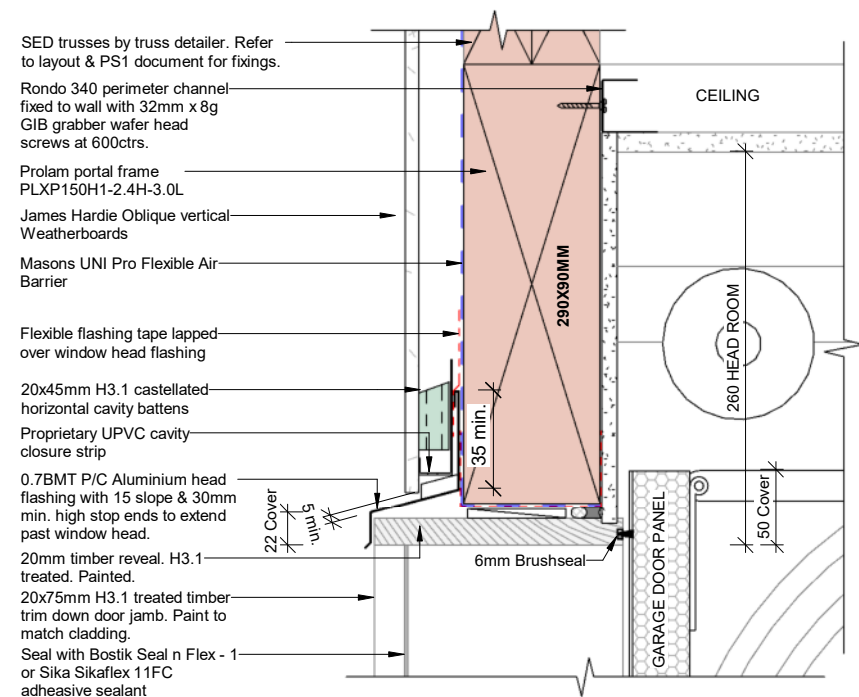 SED trusses by truss detailer. Refer
to layout & PS1 document for fixings.
Rondo 340 perimeter channel
fixed to wall with 32mm x 8g
GIB grabber wafer head
screws at 600ctrs.
Prolam portal frame
PLXP150H1-2.4H-3.0L
James Hardie Oblique vertical
Weatherboards
Masons UNI Pro Flexible Air
Barrier
Flexible flashing tape lapped
over window head flashing
20x45mm H3.1 castellated
horizontal cavity battens
Proprietary UPVC cavity
closure strip
0.7BMT P/C Aluminium head
flashing with 15 slope & 30mm
min. high stop ends to extend
past window head.
20mm timber reveal. H3.1
treated. Painted.
20x75mm H3.1 treated timber
trim down door jamb. Paint to
match cladding.
Seal with Bostik Seal n Flex - 1
or Sika Sikaflex 11FC
adheasive sealant
22 Cover
5 min.
35 min.
290X90MM
6mm Brushseal
CEILING
260 HEAD ROOM
50 Cover
GARAGE DOOR PANEL